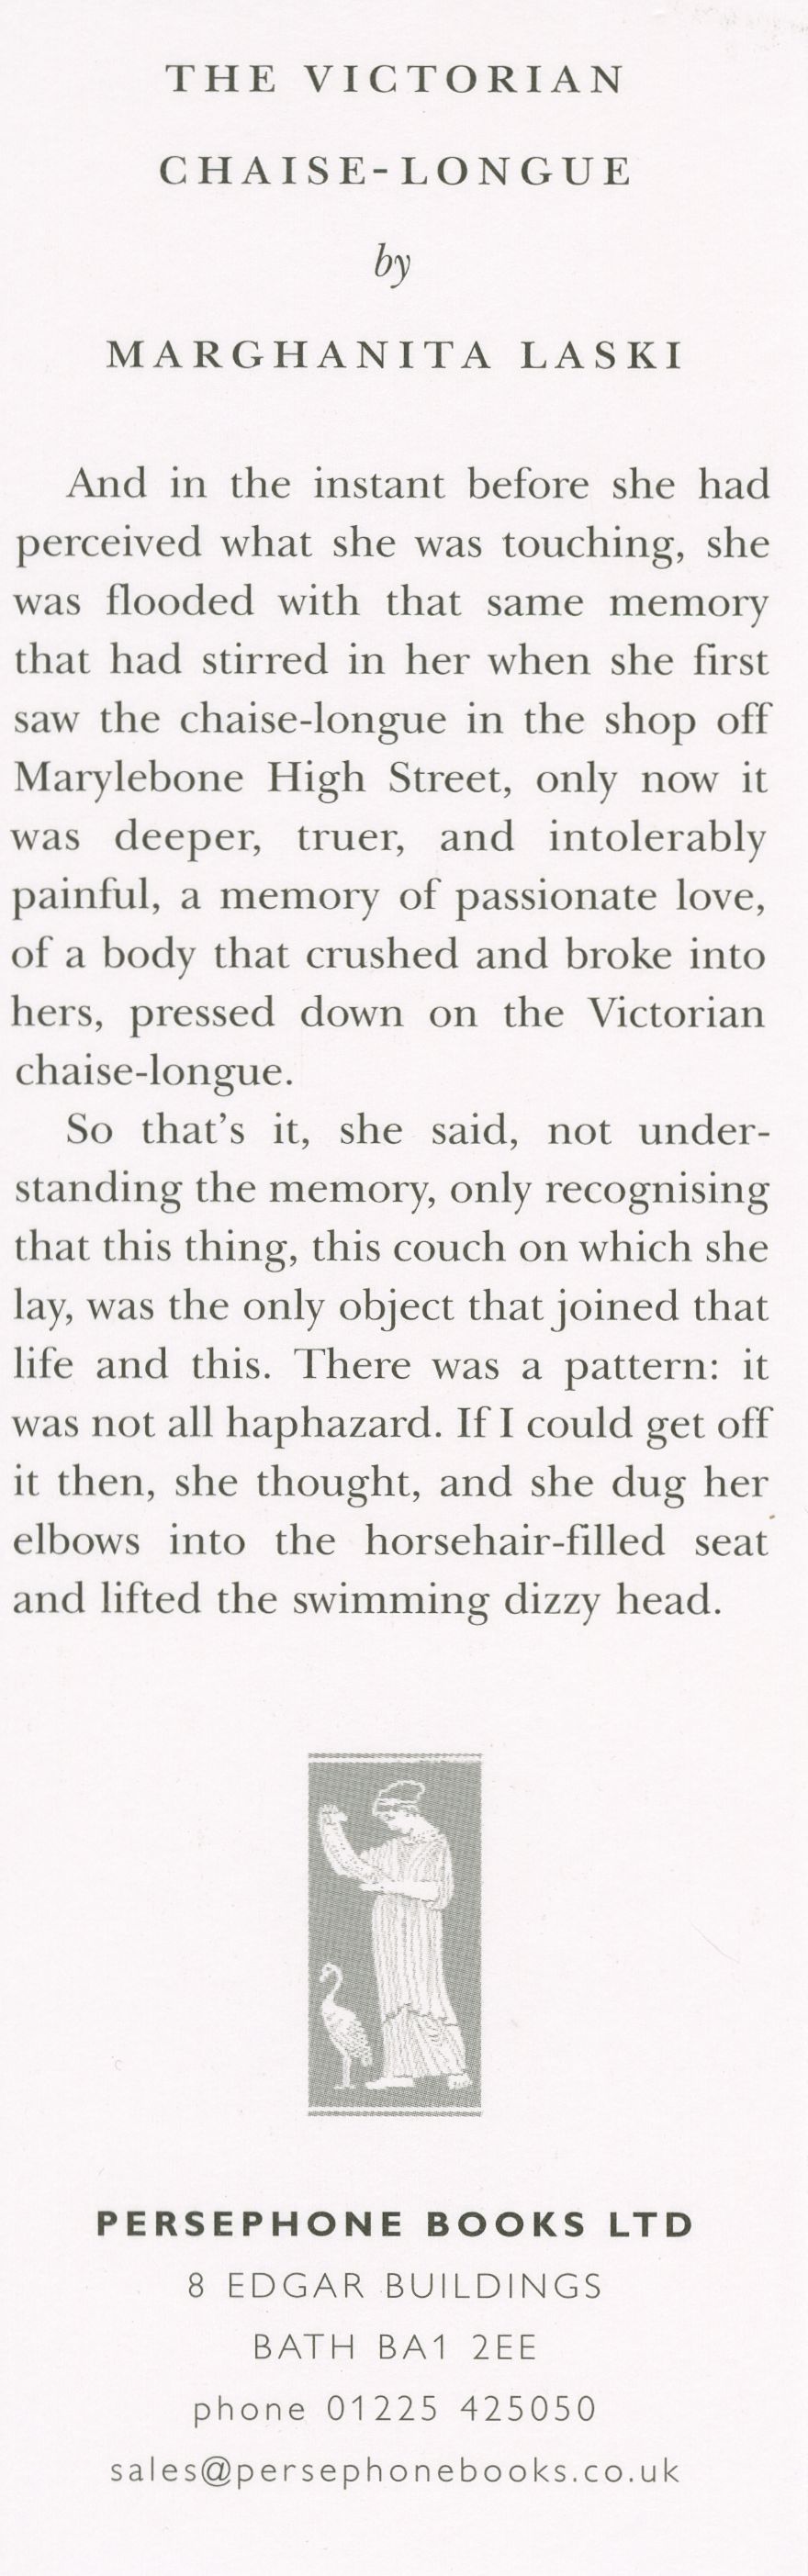 THE VICTORIAN
CHAISE-LONGUE
by
MARGHANITA LASKI
And in the instant before she had
perceived what she was touching, she
was flooded with that same memory
that had stirred in her when she first
saw the chaise-longue in the shop off
Marylebone High Street, only now it
was deeper, truer, and intolerably
painful, a memory of passionate love,
of a body that crushed and broke into
hers, pressed down on the Victorian
chaise-longue.
So that’s it, she said, not under-
standing the memory, only recognising
that this thing, this couch on which she
lay, was the only object that joined that
life and this. There was a pattern: it
was not all haphazard. If I could get off
it then, she thought, and she dug her
elbows into the horsehair-filled seat
and lifted the swimming dizzy head.
PERSEPHONE BOOKS LTD
8 EDGAR BUILDINGS
BATH BA1 2EE
phone 01225 425050
sales@persephonebooks.co.uk